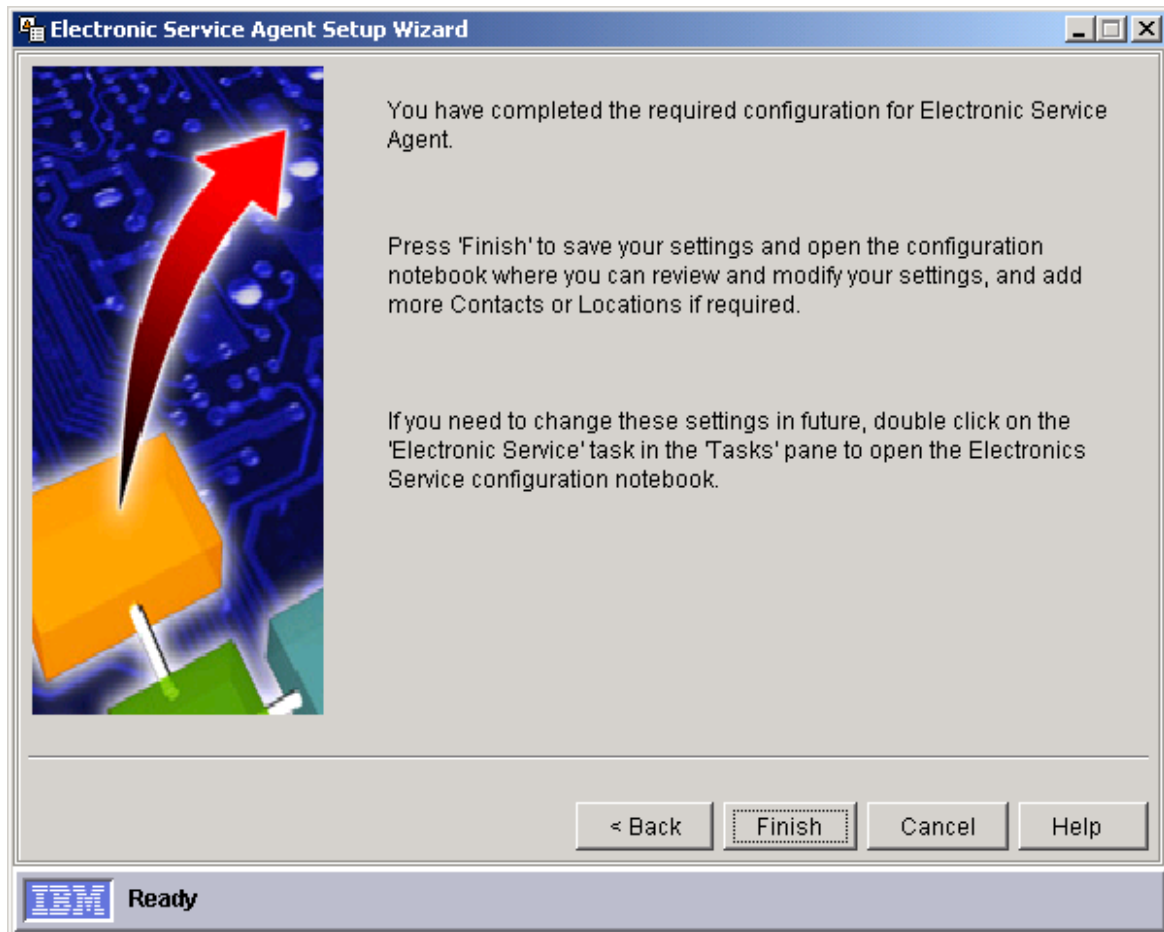 Electronic Service Agent Setup Wizard
You have completed the required configuration for Electronic Service
Agent.
Press 'Finish' to save your settings and open the configuration
notebook where you can review and modify your settings, and add
more Contacts or Locations if required.
If you need to change these settings in future, double click on the
'Electronic Service' task in the 'Tasks' pane to open the Electronics
Service configuration notebook.
< Back
Finish
Cancel
Help
IBM
Ready